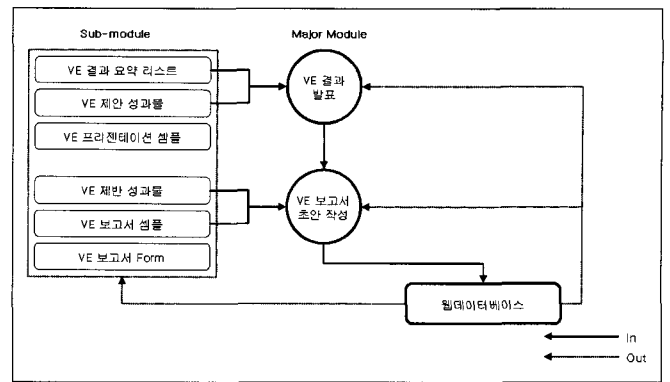 Sub-module
Major Module
VE 결과 요약 리스트
VE 제안 성과물
VE 프리젠테이션 샘플
VE 제반 성과물
VE 보고서 샘플
VE 보고서 Form
VE 결과
발표
VE 보고서
초안 작성
웹데이터베이스
In
Out